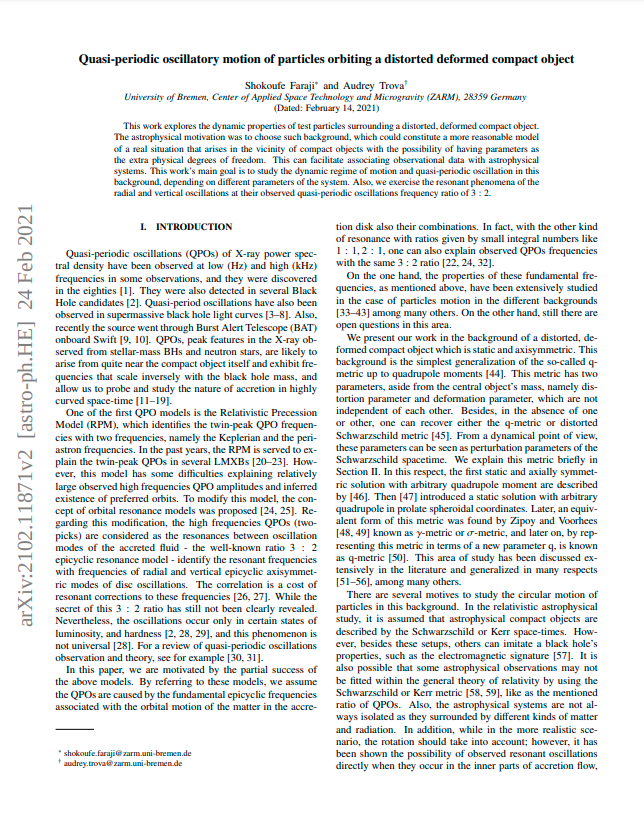 Quasi-periodic oscillatory motion of particles orbiting a distorted deformed compact object
Shokoufe Faraji* and Audrey Trova†
University of Bremen, Center of Applied Space Technology and Microgravity (ZARM), 28359 Germany
(Dated: February 14, 2021)
This work explores the dynamic properties of test particles surrounding a distorted, deformed compact object.
The astrophysical motivation was to choose such background, which could constitute a more reasonable model
of a real situation that arises in the vicinity of compact objects with the possibility of having parameters as
the extra physical degrees of freedom. This can facilitate associating observational data with astrophysical
systems. This work's main goal is to study the dynamic regime of motion and quasi-periodic oscillation in this
background, depending on different parameters of the system. Also, we exercise the resonant phenomena of the
radial and vertical oscillations at their observed quasi-periodic oscillations frequency ratio of 3 : 2.
arXiv:2102.11871v2 [astro-ph.HE] 24 Feb 2021
I. INTRODUCTION
Quasi-periodic oscillations (QPOs) of X-ray power spec-
tral density have been observed at low (Hz) and high (kHz)
frequencies in some observations, and they were discovered
in the eighties [1]. They were also detected in several Black
Hole candidates [2]. Quasi-period oscillations have also been
observed in supermassive black hole light curves [3–8]. Also,
recently the source went through Burst Alert Telescope (BAT)
onboard Swift [9, 10]. QPOs, peak features in the X-ray ob-
served from stellar-mass BHs and neutron stars, are likely to
arise from quite near the compact object itself and exhibit fre-
quencies that scale inversely with the black hole mass, and
allow us to probe and study the nature of accretion in highly
curved space-time [11–19].
One of the first QPO models is the Relativistic Precession
Model (RPM), which identifies the twin-peak QPO frequen-
cies with two frequencies, namely the Keplerian and the peri-
astron frequencies. In the past years, the RPM is served to ex-
plain the twin-peak QPOs in several LMXBs [20–23]. How-
ever, this model has some difficulties explaining relatively
large observed high frequencies QPO amplitudes and inferred
existence of preferred orbits. To modify this model, the con-
cept of orbital resonance models was proposed [24, 25]. Re-
garding this modification, the high frequencies QPOs (two-
picks) are considered as the resonances between oscillation
modes of the accreted fluid - the well-known ratio 3 : 2
epicyclic resonance model - identify the resonant frequencies
with frequencies of radial and vertical epicyclic axisymmet-
ric modes of disc oscillations. The correlation is a cost of
resonant corrections to these frequencies [26, 27]. While the
secret of this 3 : 2 ratio has still not been clearly revealed.
Nevertheless, the oscillations occur only in certain states of
luminosity, and hardness [2, 28, 29], and this phenomenon is
not universal [28]. For a review of quasi-periodic oscillations
observation and theory, see for example [30, 31].
In this paper, we are motivated by the partial success of
the above models. By referring to these models, we assume
the QPOs are caused by the fundamental epicyclic frequencies
associated with the orbital motion of the matter in the accre-
* shokoufe.faraji@zarm.uni-bremen.de
† audrey.trova@zarm.uni-bremen.de
tion disk also their combinations. In fact, with the other kind
of resonance with ratios given by small integral numbers like
1 : 1, 2 : 1, one can also explain observed QPOs frequencies
with the same 3 : 2 ratio [22, 24, 32].
On the one hand, the properties of these fundamental fre-
quencies, as mentioned above, have been extensively studied
in the case of particles motion in the different backgrounds
[33–43] among many others. On the other hand, still there are
open questions in this area.
We present our work in the background of a distorted, de-
formed compact object which is static and axisymmetric. This
background is the simplest generalization of the so-called q-
metric up to quadrupole moments [44]. This metric has two
parameters, aside from the central object's mass, namely dis-
tortion parameter and deformation parameter, which are not
independent of each other. Besides, in the absence of one
or other, one can recover either the q-metric or distorted
Schwarzschild metric [45]. From a dynamical point of view,
these parameters can be seen as perturbation parameters of the
Schwarzschild spacetime. We explain this metric briefly in
Section II. In this respect, the first static and axially symmet-
ric solution with arbitrary quadrupole moment are described
by [46]. Then [47] introduced a static solution with arbitrary
quadrupole in prolate spheroidal coordinates. Later, an equiv-
alent form of this metric was found by Zipoy and Voorhees
[48, 49] known as γ-metric or σ-metric, and later on, by rep-
resenting this metric in terms of a new parameter q, is known
as q-metric [50]. This area of study has been discussed ex-
tensively in the literature and generalized in many respects
[51–56], among many others.
There are several motives to study the circular motion of
particles in this background. In the relativistic astrophysical
study, it is assumed that astrophysical compact objects are
described by the Schwarzschild or Kerr space-times. How-
ever, besides these setups, others can imitate a black hole's
properties, such as the electromagnetic signature [57]. It is
also possible that some astrophysical observations may not
be fitted within the general theory of relativity by using the
Schwarzschild or Kerr metric [58, 59], like as the mentioned
ratio of QPOs. Also, the astrophysical systems are not al-
ways isolated as they surrounded by different kinds of matter
and radiation. In addition, while in the more realistic sce-
nario, the rotation should take into account; however, it has
been shown the possibility of observed resonant oscillations
directly when they occur in the inner parts of accretion flow,